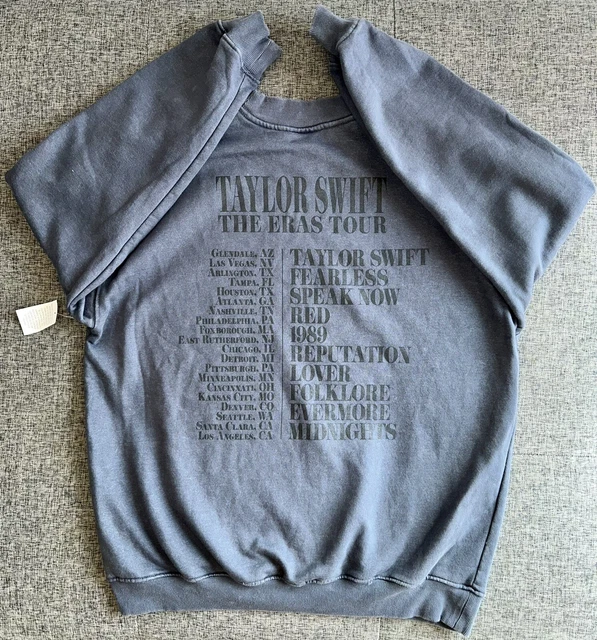 TAYLOR SWIFT
THE ERAS TOUR
GLENDALE, AZ
LAS VEGAS, NV
ARLINGTON, TX
TAMPA, FL
HOUSTON, TX
ATLANTA, GA
NASHVILLE, TN
PHILADELPHIA, PA
FOXBOROUGH, MA
EAST RUTHERFORD, NJ
CHICAGO, IL
DETROIT, MI
PITTSBURGH, PA
MINNEAPOLIS, MN
CINCINNATI, OH
KANSAS CITY, MO
DENVER, CO
SEATTLE, WA
SANTA CLARA, CA
LOS ANGELES, CA
TAYLOR SWIFT
FEARLESS
SPEAK NOW
RED
1989
REPUTATION
LOVER
FOLKLORE
EVERMORE
MIDNIGHTS